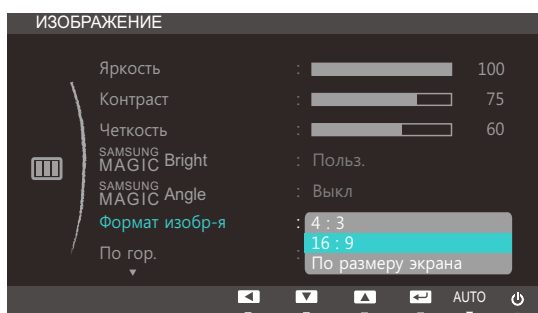 ИЗОБРАЖЕНИЕ
Яркость : 100
Контраст : 75
Четкость : 60
SAMSUNG MAGIC Bright : Польз.
SAMSUNG MAGIC Angle : Выкл
Формат изобр-я : 4 : 3
16 : 9
По гор. : По размеру экрана
AUTO